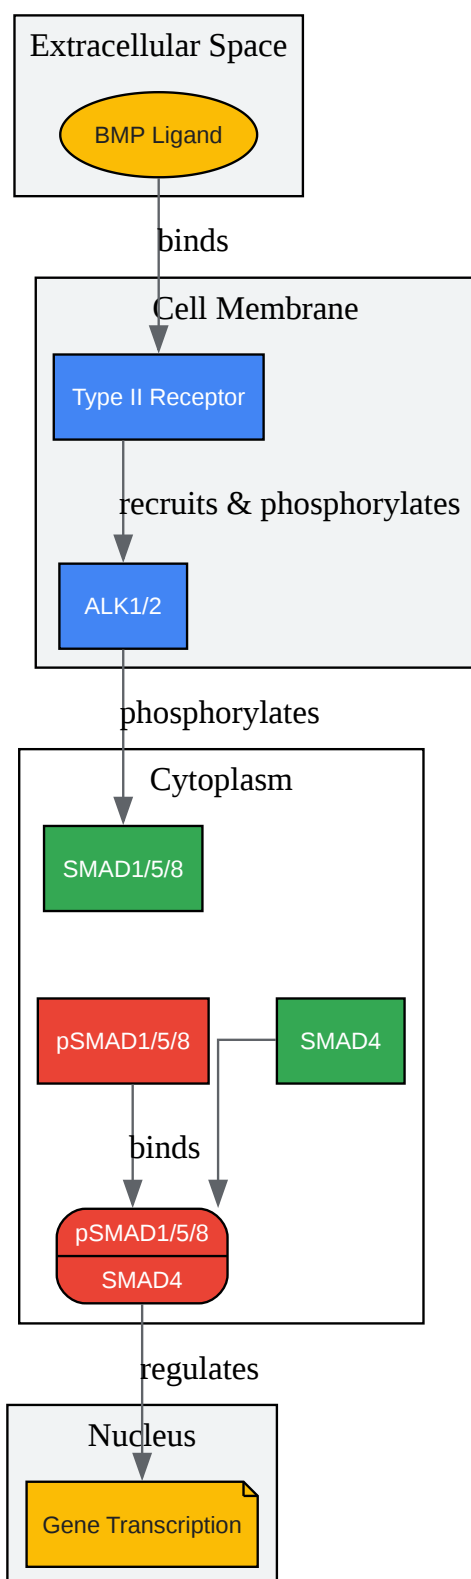 Extracellular Space
BMP Ligand
binds
Cell Membrane
Type II Receptor
recruits & phosphorylates
ALK1/2
phosphorylates
Cytoplasm
SMAD1/5/8
pSMAD1/5/8
SMAD4
binds
pSMAD1/5/8
SMAD4
regulates
Nucleus
Gene Transcription